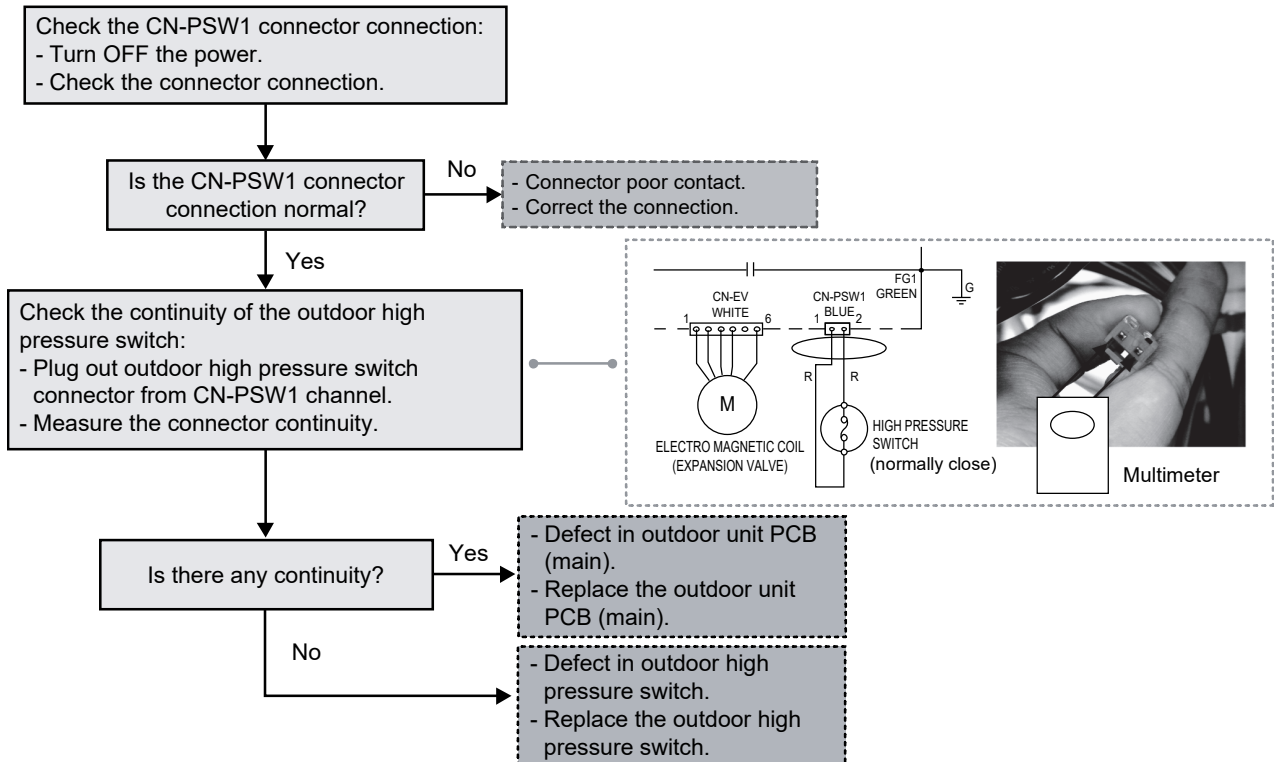 Check the CN-PSW1 connector connection:
- Turn OFF the power.
- Check the connector connection.
Is the CN-PSW1 connector
connection normal?
No
- Connector poor contact.
- Correct the connection.
Yes
Check the continuity of the outdoor high
pressure switch:
- Plug out outdoor high pressure switch
connector from CN-PSW1 channel.
- Measure the connector continuity.
FG1
GREEN
G
CN-EV
WHITE
1
6
CN-PSW1
BLUE
1
2
R
R
M
ELECTRO MAGNETIC COIL
(EXPANSION VALVE)
HIGH PRESSURE
SWITCH
(normally close)
Multimeter
Is there any continuity?
Yes
- Defect in outdoor unit PCB
(main).
- Replace the outdoor unit
PCB (main).
No
- Defect in outdoor high
pressure switch.
- Replace the outdoor high
pressure switch.